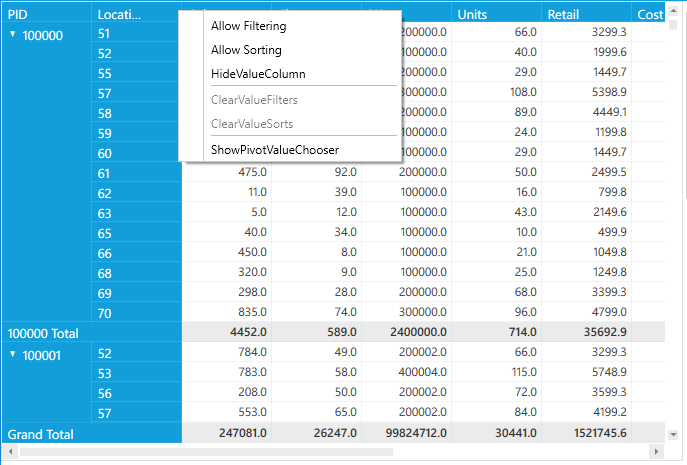 PID Locati... Units Retail Cost
100000 51 200000.0 66.0 3299.3
52 100000.0 40.0 1999.6
55 100000.0 29.0 1449.7
57 300000.0 108.0 5398.9
58 200000.0 89.0 4449.1
59 100000.0 24.0 1199.8
60 100000.0 29.0 1449.7
Allow Filtering
Allow Sorting
HideValueColumn
ClearValueFilters
ClearValueSorts
ShowPivotValueChooser
61 475.0 92.0 200000.0 50.0 2499.5
62 11.0 39.0 100000.0 16.0 799.8
63 5.0 12.0 100000.0 43.0 2149.6
65 40.0 34.0 100000.0 10.0 499.9
66 450.0 8.0 100000.0 21.0 1049.8
68 320.0 9.0 100000.0 25.0 1249.8
69 298.0 28.0 200000.0 68.0 3399.3
70 835.0 74.0 300000.0 96.0 4799.0
100000 Total 4452.0 589.0 2400000.0 714.0 35692.9
100001 52 784.0 49.0 200002.0 66.0 3299.3
53 783.0 58.0 400004.0 115.0 5748.9
56 208.0 50.0 200002.0 72.0 3599.3
57 553.0 65.0 200002.0 84.0 4199.2
Grand Total 247081.0 26247.0 99824712.0 30441.0 1521745.6